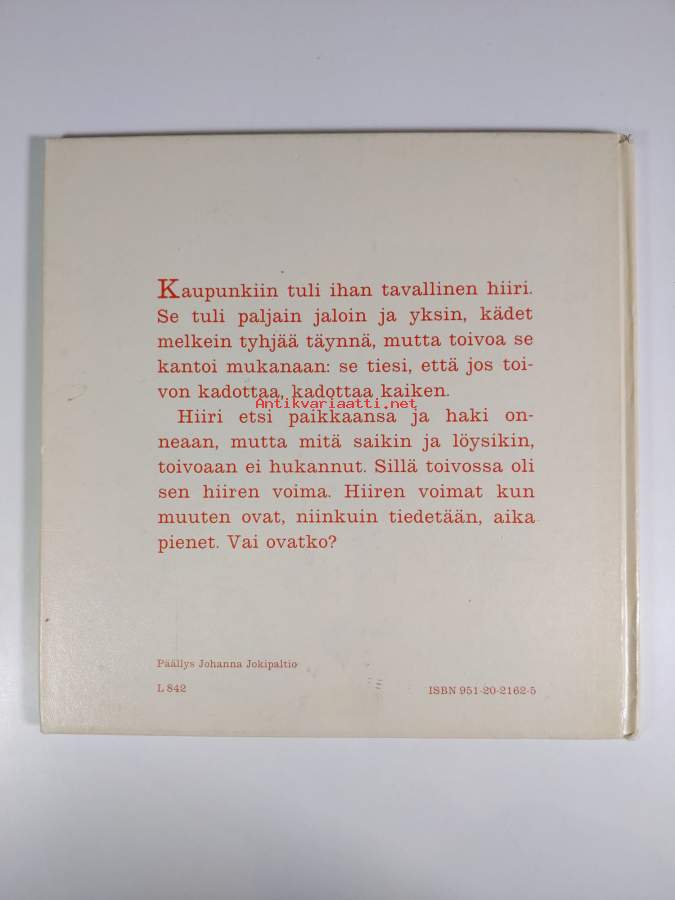 Kaupunkiin tuli ihan tavallinen hiiri.
Se tuli paljain jaloin ja yksin, kädet
melkein tyhjää täynnä, mutta toivoa se
kantoi mukanaan: se tiesi, että jos toi-
von kadottaa, kadottaa kaiken.
Antikvariaatti.net
Hiiri etsi paikkaansa ja haki on-
neaan, mutta mitä saikin ja löysikin,
toivoaan ei hukannut. Sillä toivossa oli
sen hiiren voima. Hiiren voimat kun
muuten ovat, niinkuin tiedetään, aika
pienet. Vai ovatko?
Päällys Johanna Jokipaltio
L 842
ISBN 951-20-2162-5